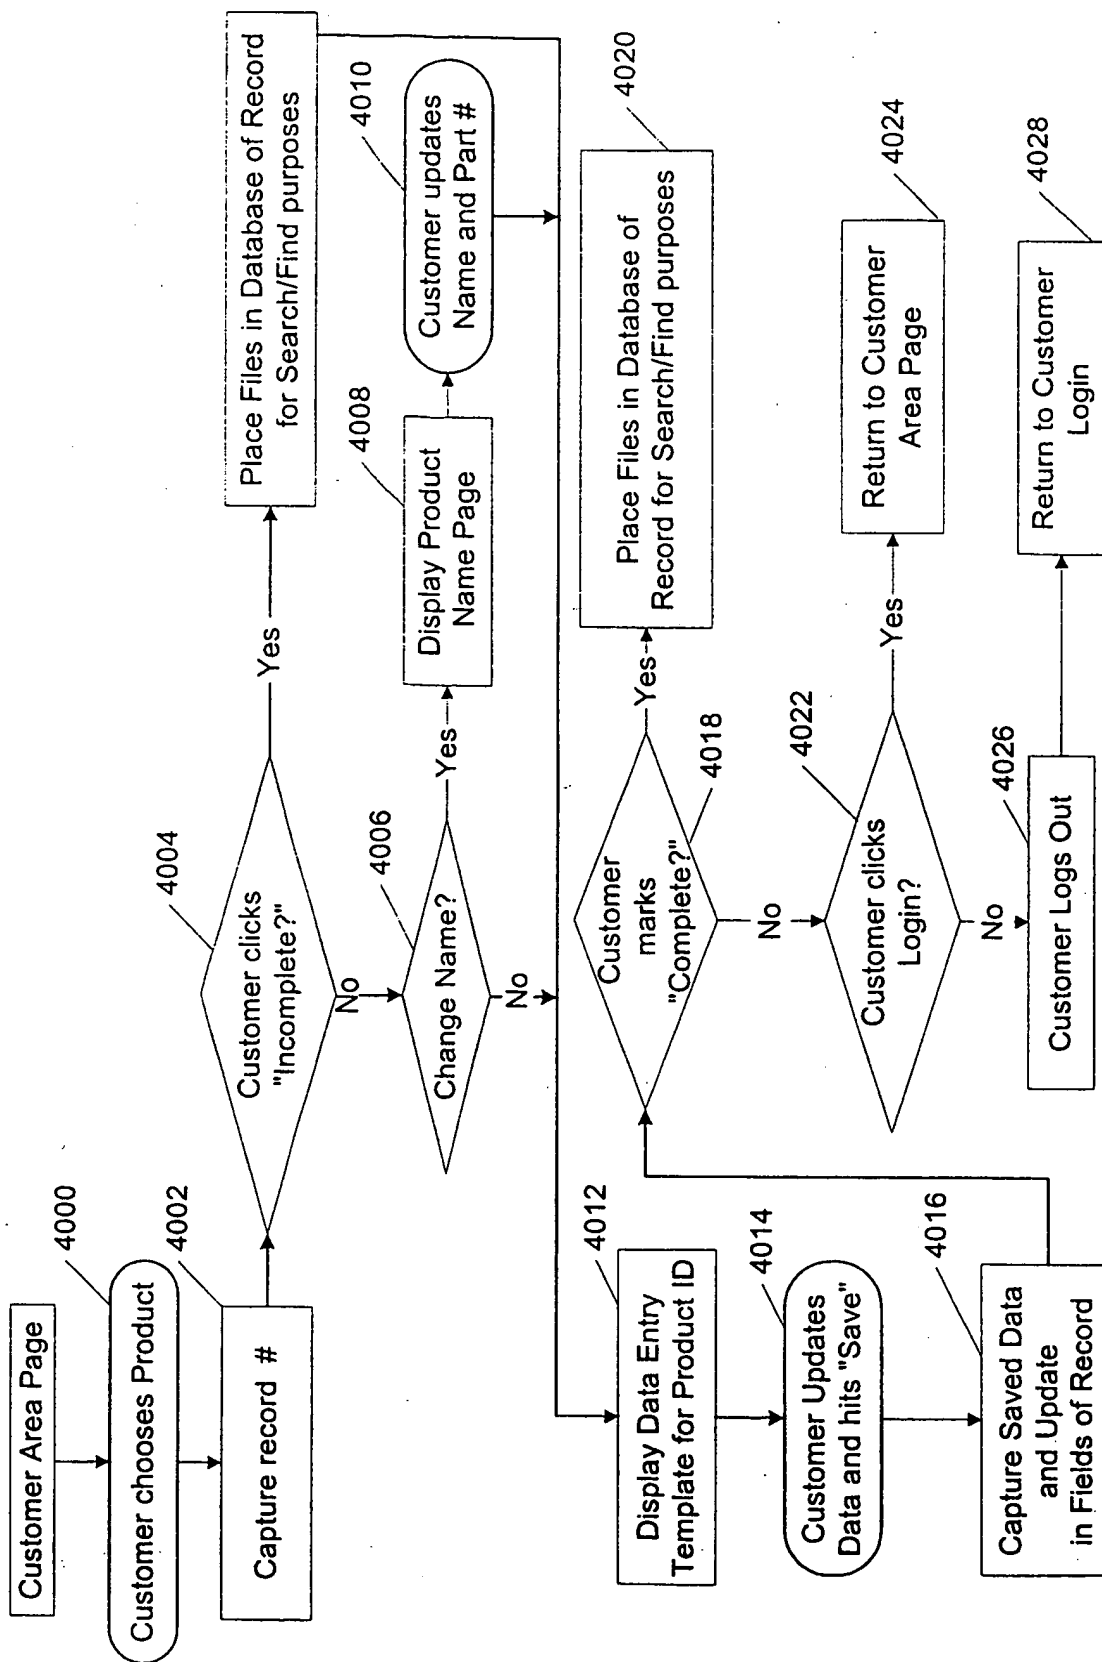 Customer Area Page
4000
Customer chooses Product
4002
Capture record #
4004
Customer clicks
"Incomplete?"
Yes
Place Files in Database of Record
for Search/Find purposes
No
4006
Change Name?
Yes
4008
Display Product
Name Page
4010
Customer updates
Name and Part #
No
4012
Display Data Entry
Template for Product ID
4014
Customer Updates
Data and hits "Save"
4016
Capture Saved Data
and Update
in Fields of Record
Customer
marks
"Complete?"
4018
Yes
4020
Place Files in Database of
Record for Search/Find purposes
No
4022
Customer clicks
Login?
Yes
4024
Return to Customer
Area Page
No
4026
Customer Logs Out
4028
Return to Customer
Login